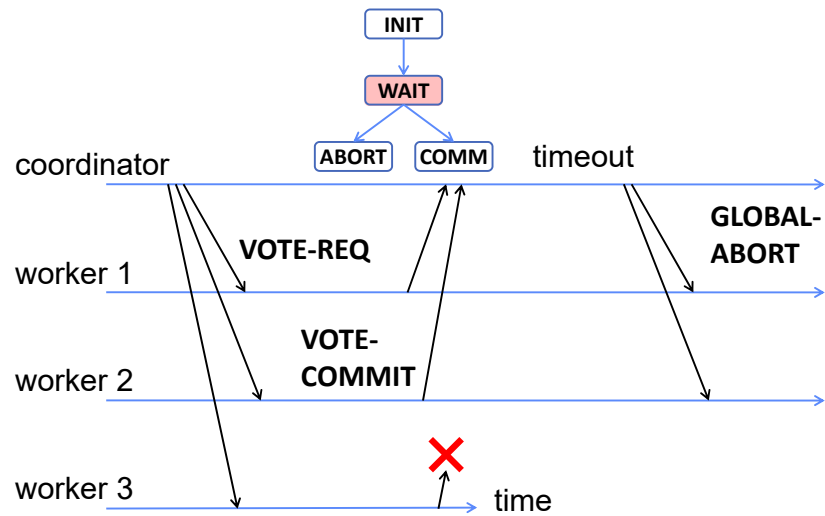 INIT
WAIT
ABORT COMM
coordinator
timeout
GLOBAL-
ABORT
VOTE-REQ
worker 1
VOTE-
COMMIT
worker 2
worker 3
time